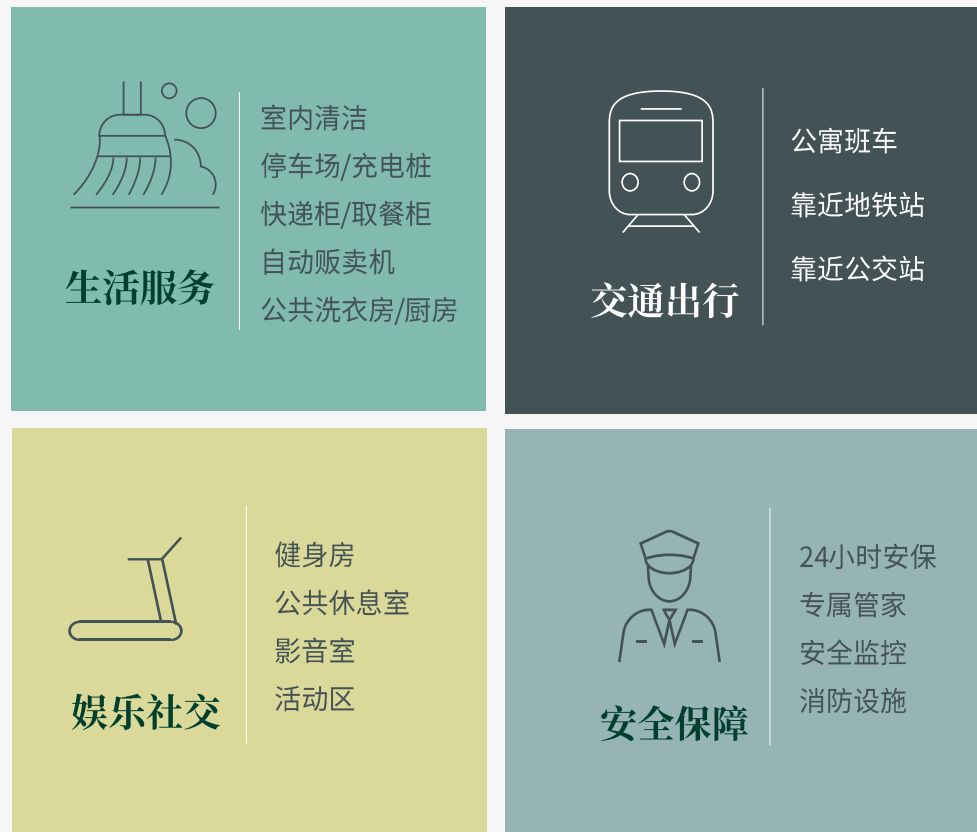 生活服务
室内清洁
停车场/充电桩
快递柜/取餐柜
自动贩卖机
公共洗衣房/厨房
交通出行
公寓班车
靠近地铁站
靠近公交站
娱乐社交
健身房
公共休息室
影音室
活动区
安全保障
24小时安保
专属管家
安全监控
消防设施